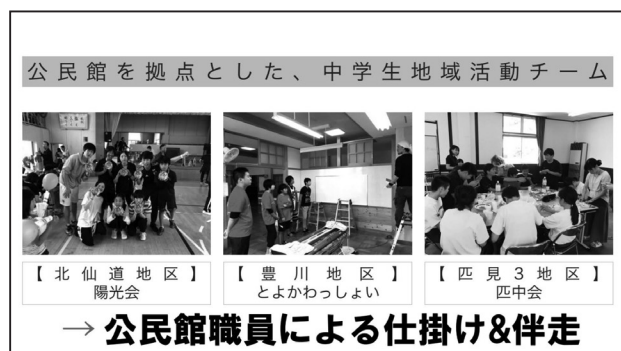 公民館を拠点とした、中学生地域活動チーム
【北仙道地区】
陽光会
【豊川地区】
とよかわっしょい
【匹見3地区】
匹中会
→ 公民館職員による仕掛け&伴走